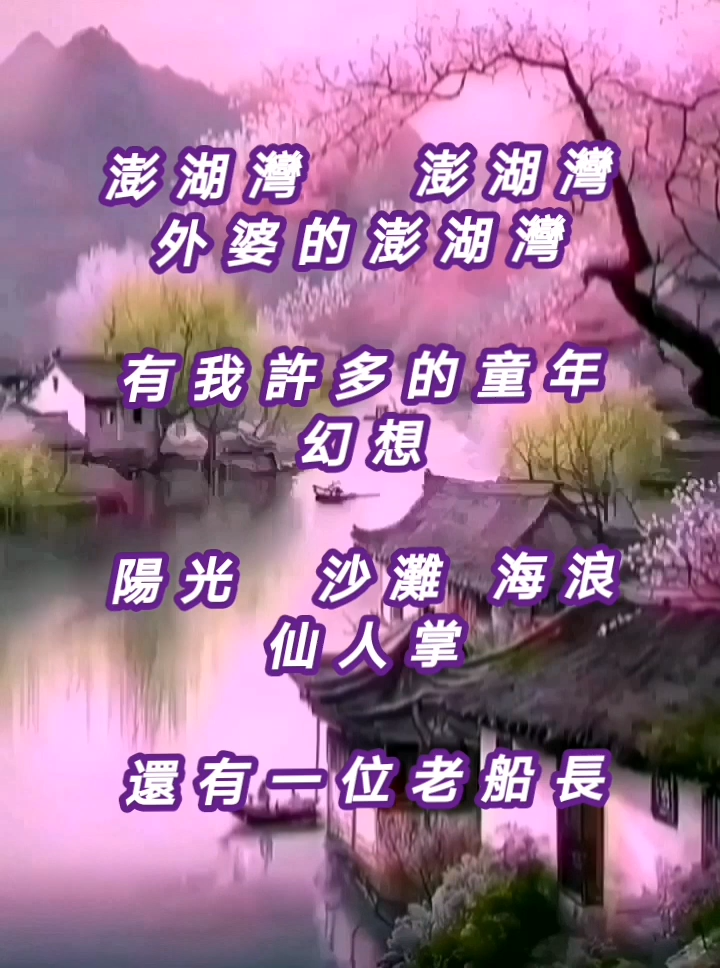 澎湖灣 澎湖灣
外婆的澎湖灣
有我許多的童年
幻想
陽光 沙灘 海浪
仙人掌
還有一位老船長